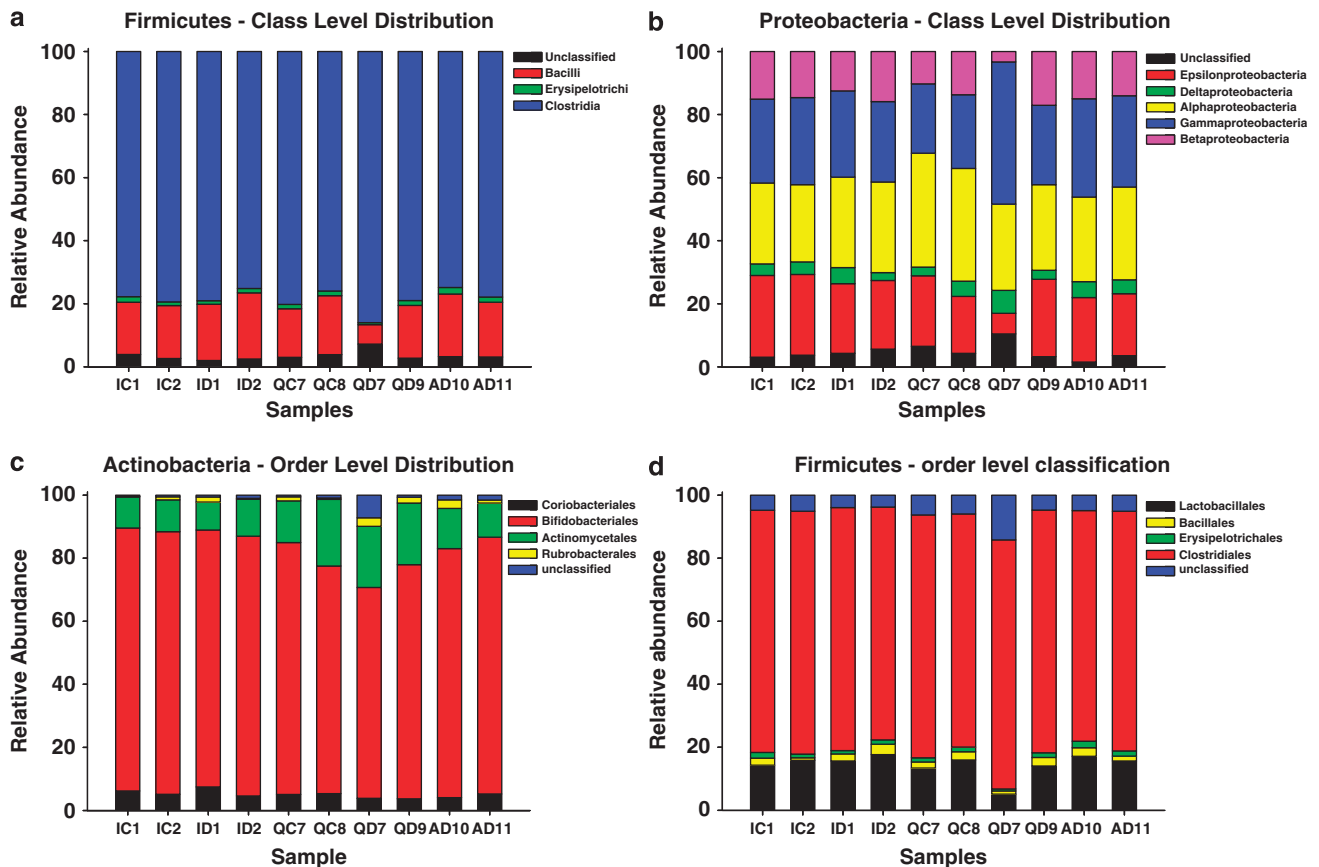 a
Firmicutes - Class Level Distribution
Relative Abundance
100
80
60
40
20
0
IC1 IC2 ID1 ID2 QC7 QC8 QD7 QD9 AD10 AD11
Samples
Unclassified
Bacilli
Erysipelotrichi
Clostridia
b
Proteobacteria - Class Level Distribution
Relative Abundance
100
80
60
40
20
0
IC1 IC2 ID1 ID2 QC7 QC8 QD7 QD9 AD10 AD11
Samples
Unclassified
Epsilonproteobacteria
Deltaproteobacteria
Alphaproteobacteria
Gammaproteobacteria
Betaproteobacteria
c
Actinobacteria - Order Level Distribution
Relative Abundance
100
80
60
40
20
0
IC1 IC2 ID1 ID2 QC7 QC8 QD7 QD9 AD10 AD11
Sample
Coriobacteriales
Bifidobacteriales
Actinomycetales
Rubrobacterales
unclassified
d
Firmicutes - order level classification
Relative abundance
100
80
60
40
20
0
IC1 IC2 ID1 ID2 QC7 QC8 QD7 QD9 AD10 AD11
Samples
Lactobacillales
Bacillales
Erysipelotrichales
Clostridiales
unclassified